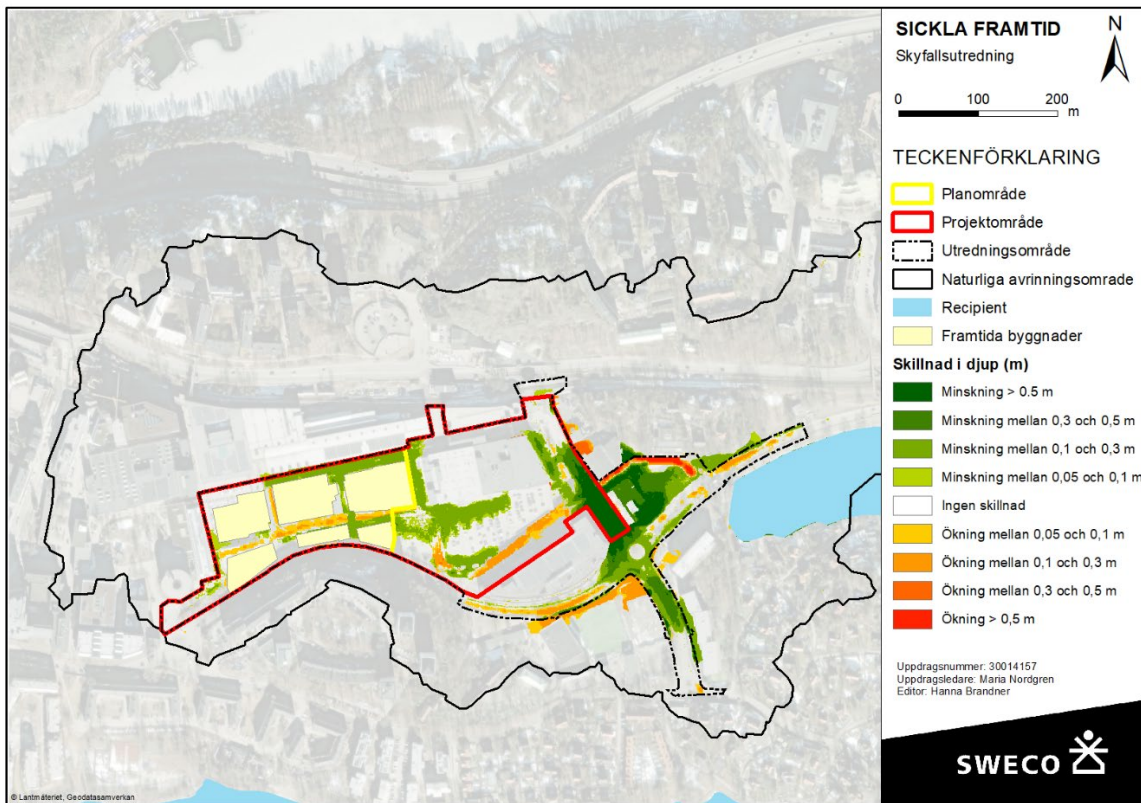 SICKLA FRAMTID
Skyfallsutredning
N
0 100 200
m
TECKENFÖRKLARING
Planområde
Projektområde
Utredningsområde
Naturliga avrinningsområde
Recipient
Framtida byggnader
Skillnad i djup (m)
Minskning > 0.5 m
Minskning mellan 0,3 och 0,5 m
Minskning mellan 0,1 och 0,3 m
Minskning mellan 0,05 och 0,1 m
Ingen skillnad
Ökning mellan 0,05 och 0,1 m
Ökning mellan 0,1 och 0,3 m
Ökning mellan 0,3 och 0,5 m
Ökning > 0,5 m
Uppdragsnummer: 30014157
Uppdragsledare: Maria Nordgren
Editor: Hanna Brandner
SWECO
© Lantmäteriet, Geodatasamverkan